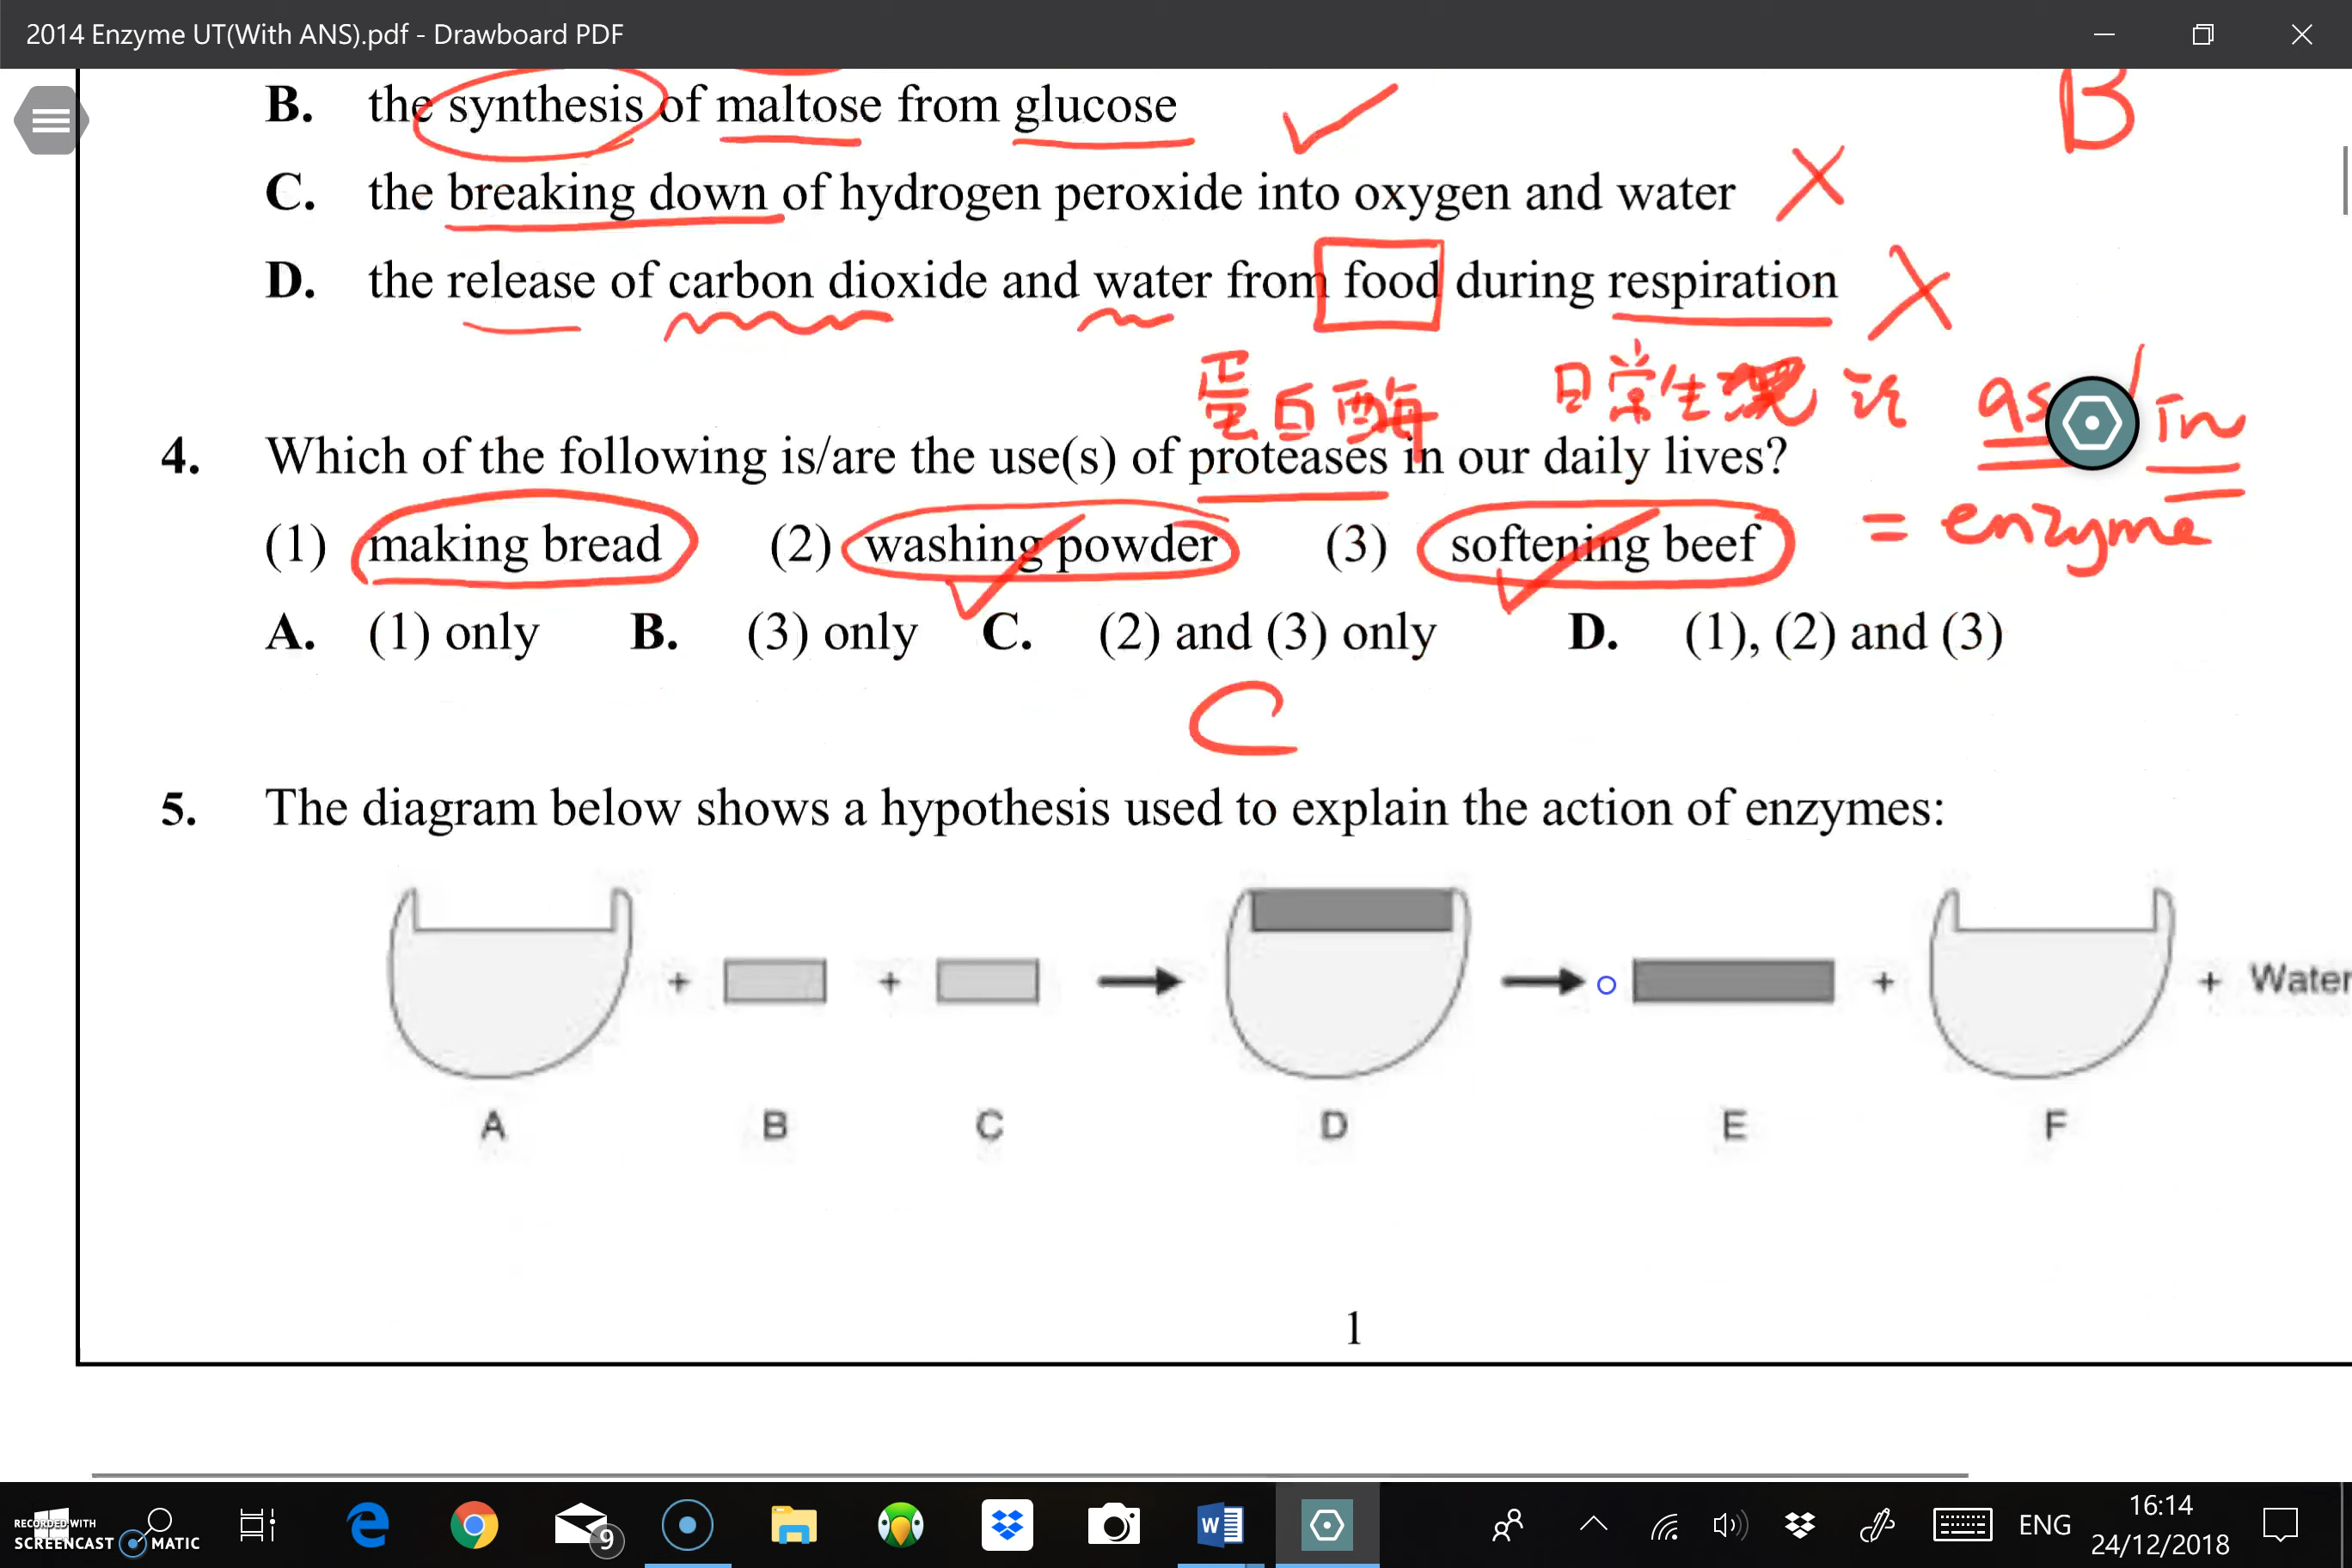 2014 Enzyme UT(With ANS).pdf - Drawboard PDF
B. the synthesis of maltose from glucose
B
C. the breaking down of hydrogen peroxide into oxygen and water
D. the release of carbon dioxide and water from food during respiration
蛋白酶 日常生 as in
4. Which of the following is/are the use(s) of proteases in our daily lives?
(1) making bread (2) washing powder (3) softening beef = enzyme
A. (1) only B. (3) only C. (2) and (3) only D. (1), (2) and (3)
C
5. The diagram below shows a hypothesis used to explain the action of enzymes:
+ + + + Water
A B C D E F
1
RECORDED WITH
SCREENCAST MATIC
9
W
ENG
16:14
24/12/2018